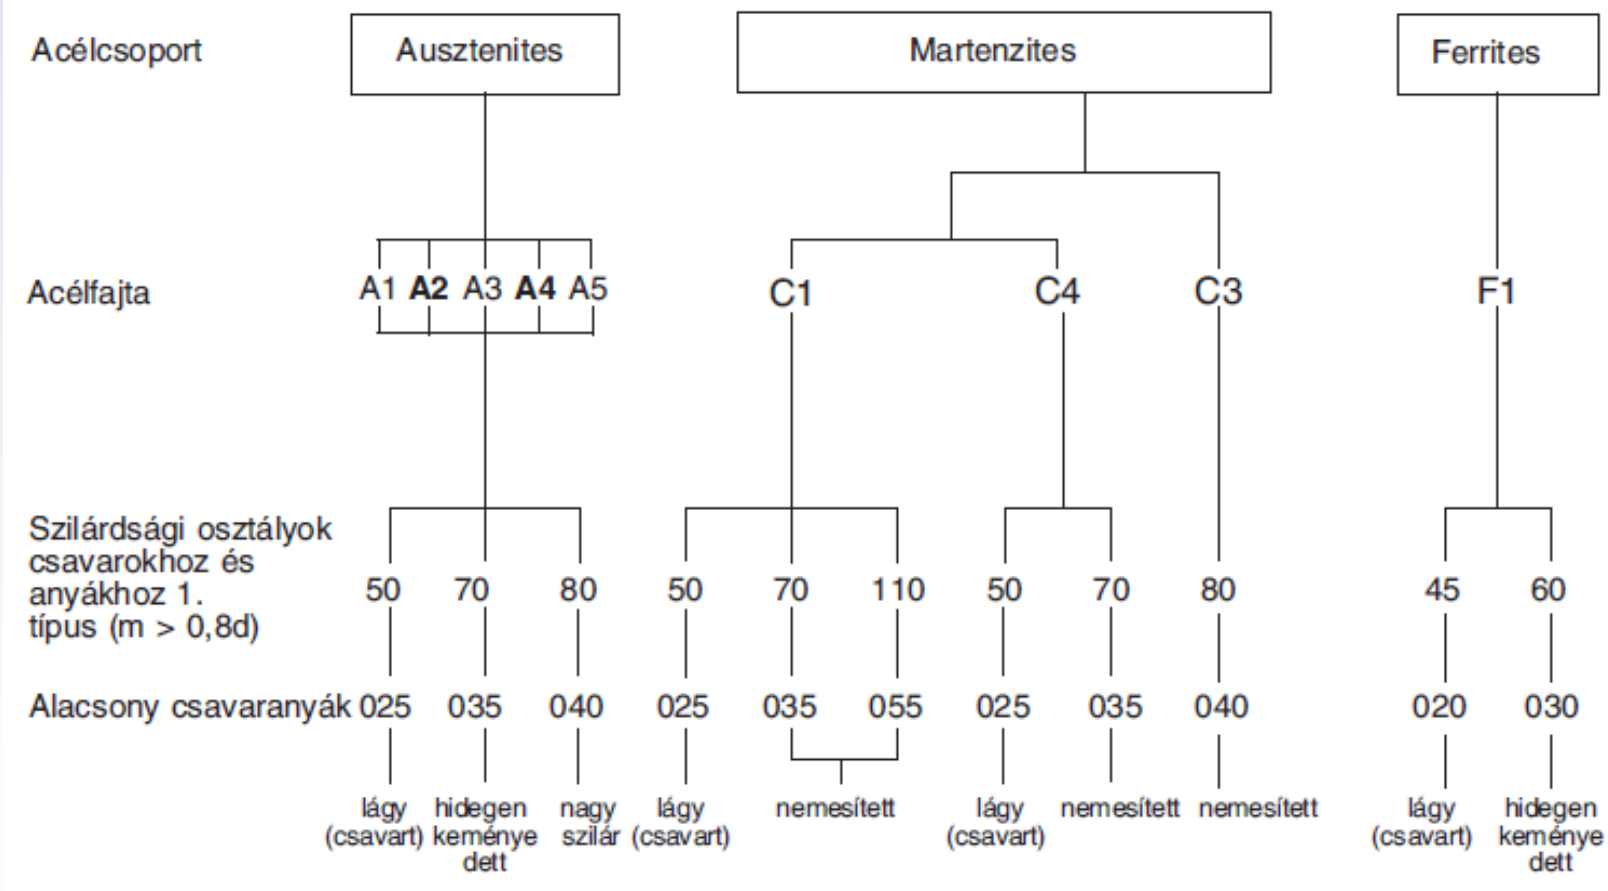 Acélcsoport Ausztenites Martenzites Ferrites
Acélfajta A1 A2 A3 A4 A5 C1 C4 C3 F1
Szilárdsági osztályok
csavarokhoz és
anyákhoz 1. 50 70 80 50 70 110 50 70 80 45 60
típus (m > 0,8d)
Alacsony csavaranyák 025 035 040 025 035 055 025 035 040 020 030
lágy hidegen nagy lágy nemesített lágy nemesített nemesített lágy hidegen
(csavart) keménye szilár (csavart) (csavart) (csavart) keménye
dett dett